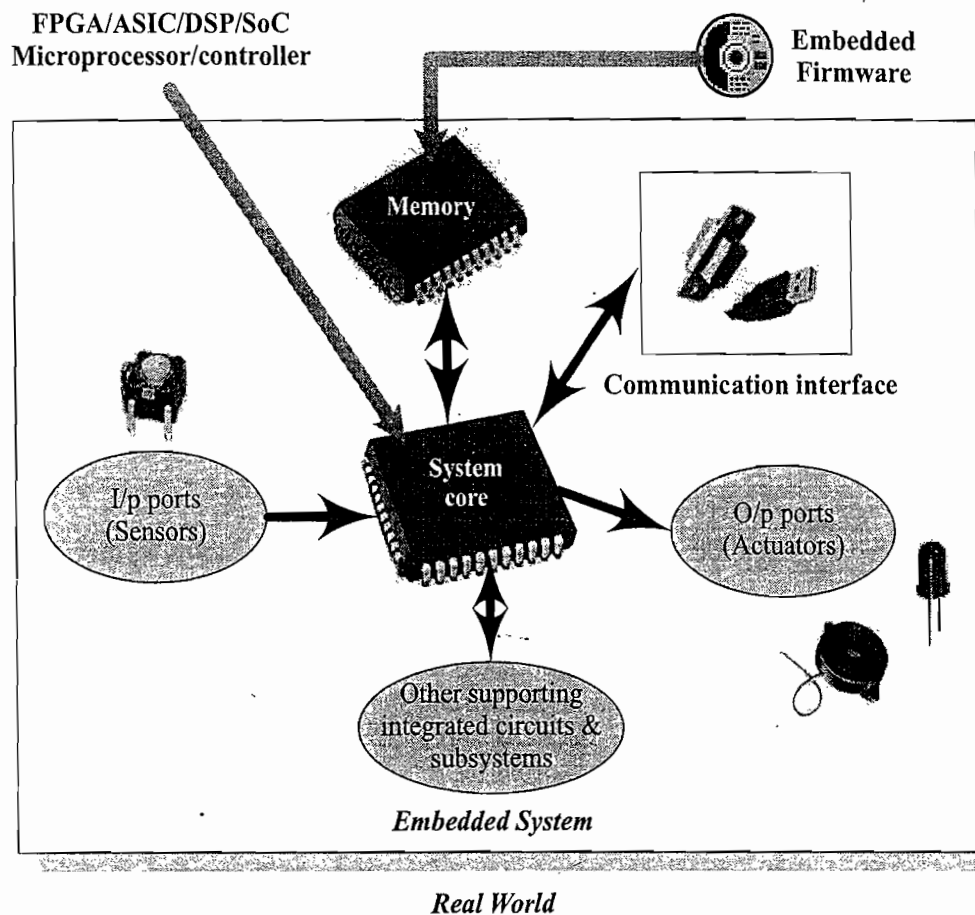 FPGA/ASIC/DSP/SoC
Microprocessor/controller
Embedded
Firmware
Memory
Communication interface
System
core
I/p ports
(Sensors)
O/p ports
(Actuators)
Other supporting
integrated circuits &
subsystems
Embedded System
Real World